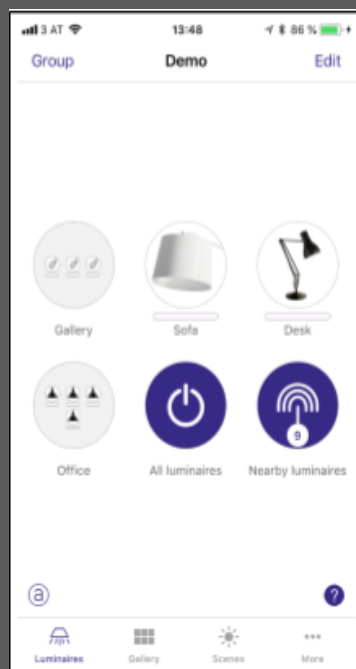 3 AT 13:48 86 %
Group Demo Edit
Gallery Sofa Desk
9
Office All luminaires Nearby luminaires
a ?
Luminaires Gallery Scenes More